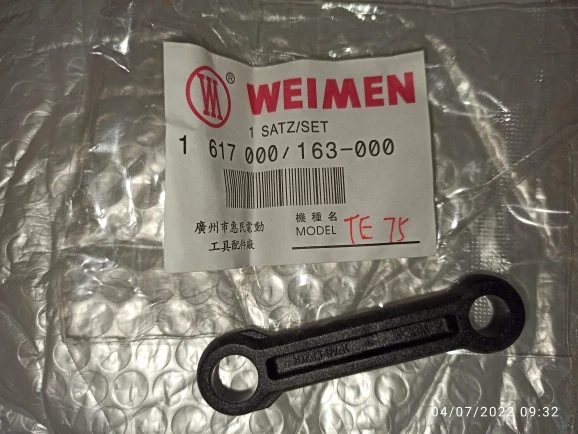 WM ® WEIMEN
1 SATZ/SET
1 617 000/163-000
廣州市惠民電動
工具配件廠
機種名
MODEL TE 75
04/07/2022 09:32